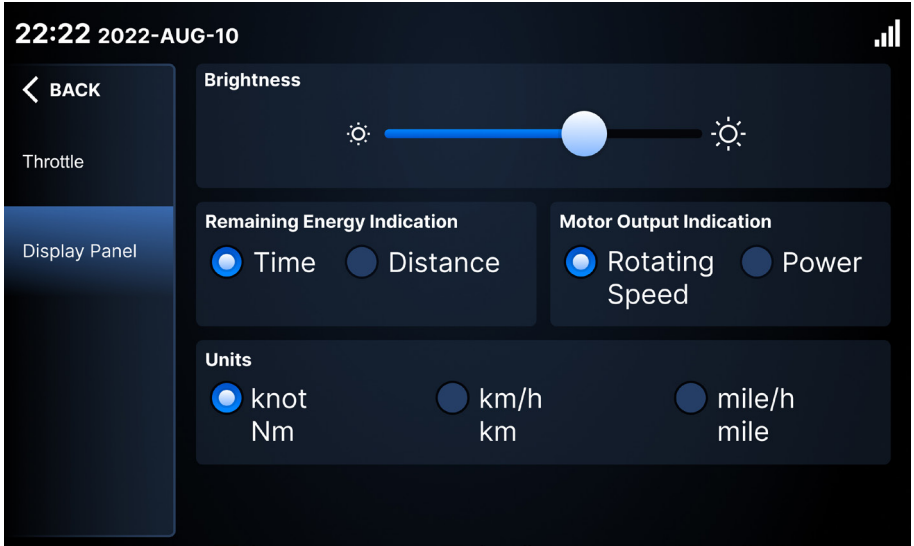 22:22 2022-AUG-10
BACK
Throttle
Display Panel
Brightness
Remaining Energy Indication
Time Distance
Motor Output Indication
Rotating Speed Power
Units
knot km/h mile/h
Nm km mile